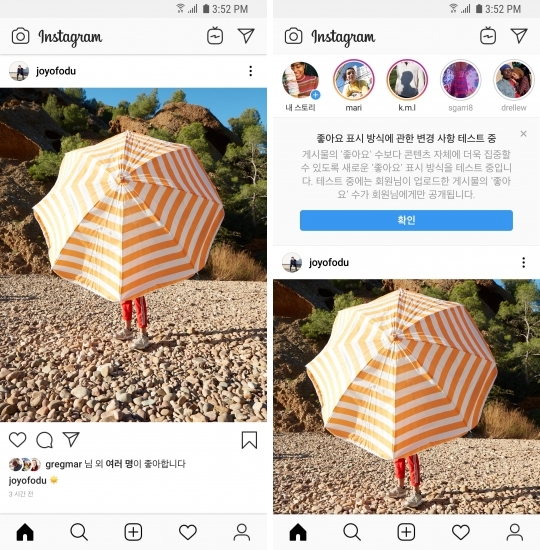 3:52 PM
Instagram
joyofodu
gregmar 님 외 여러 명이 좋아합니다
joyofodu
3 시간 전
3:52 PM
Instagram
내 스토리 mari k.m.l sgarri8 drellew
좋아요 표시 방식에 관한 변경 사항 테스트 중
게시물의 '좋아요' 수보다 콘텐츠 자체에 더욱 집중할
수 있도록 새로운 '좋아요' 표시 방식을 테스트 중입니
다. 테스트 중에는 회원님이 업로드한 게시물의 '좋아
요' 수가 회원님에게만 공개됩니다.
확인
joyofodu